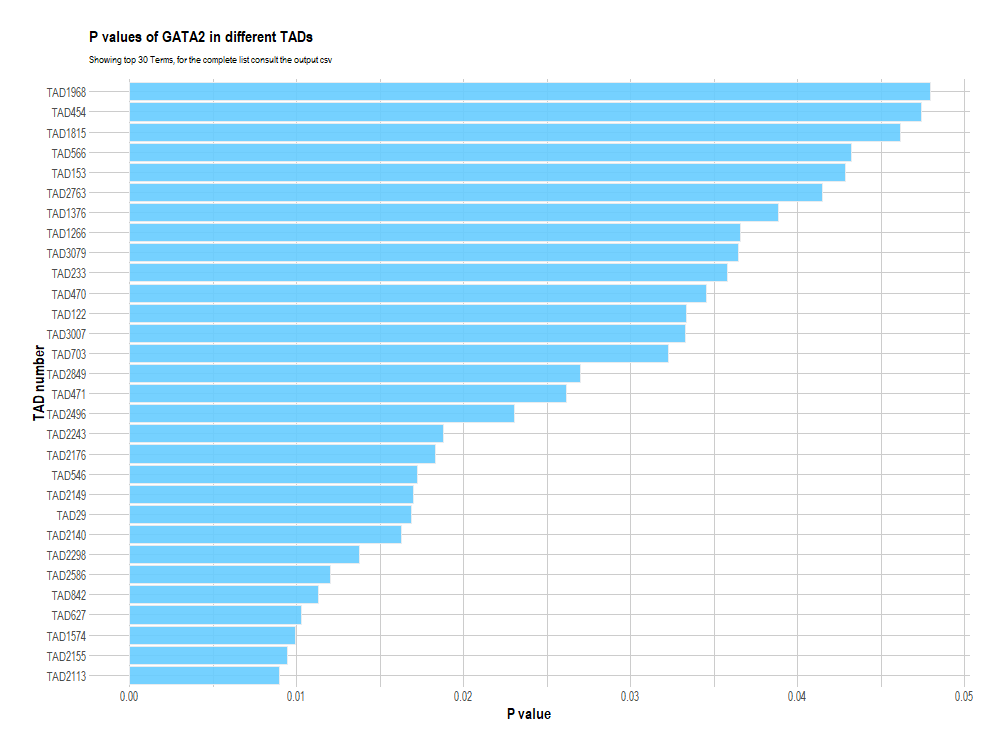 P values of GATA2 in different TADs
Showing top 30 Terms, for the complete list consult the output csv
TAD number
TAD1968
TAD454
TAD1815
TAD566
TAD153
TAD2763
TAD1376
TAD1266
TAD3079
TAD233
TAD470
TAD122
TAD3007
TAD703
TAD2849
TAD471
TAD2496
TAD2243
TAD2176
TAD546
TAD2149
TAD29
TAD2140
TAD2298
TAD2586
TAD842
TAD627
TAD1574
TAD2155
TAD2113
0.00 0.01 0.02 0.03 0.04 0.05
P value